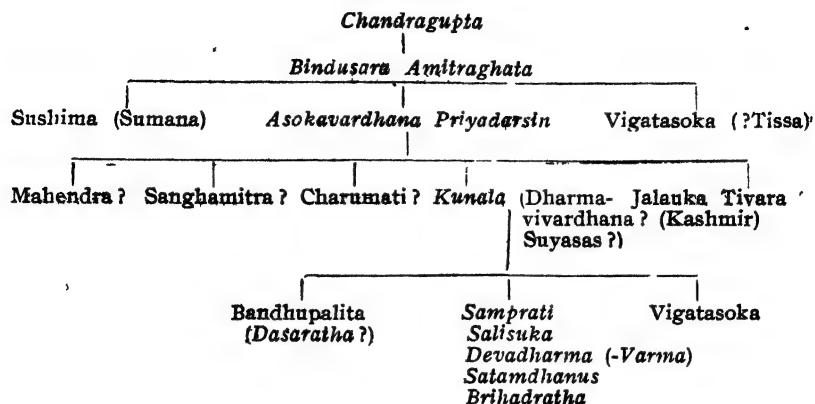 Chandragupta
Bindusara Amitraghata
Sushima (Sumana) Asokavardhana Priyadarsin Vigatasoka (?Tissa)
Mahendra? Sanghamitra? Charumati? Kunala (Dharma- Jalauka Tivara
vivardhana? (Kashmir)
Suyasas?)
Bandhupalita Samprati Vigatasoka
(Dasaratha?) Salisuka
Devadharma (-Varma)
Satamdhanus
Brihadratha